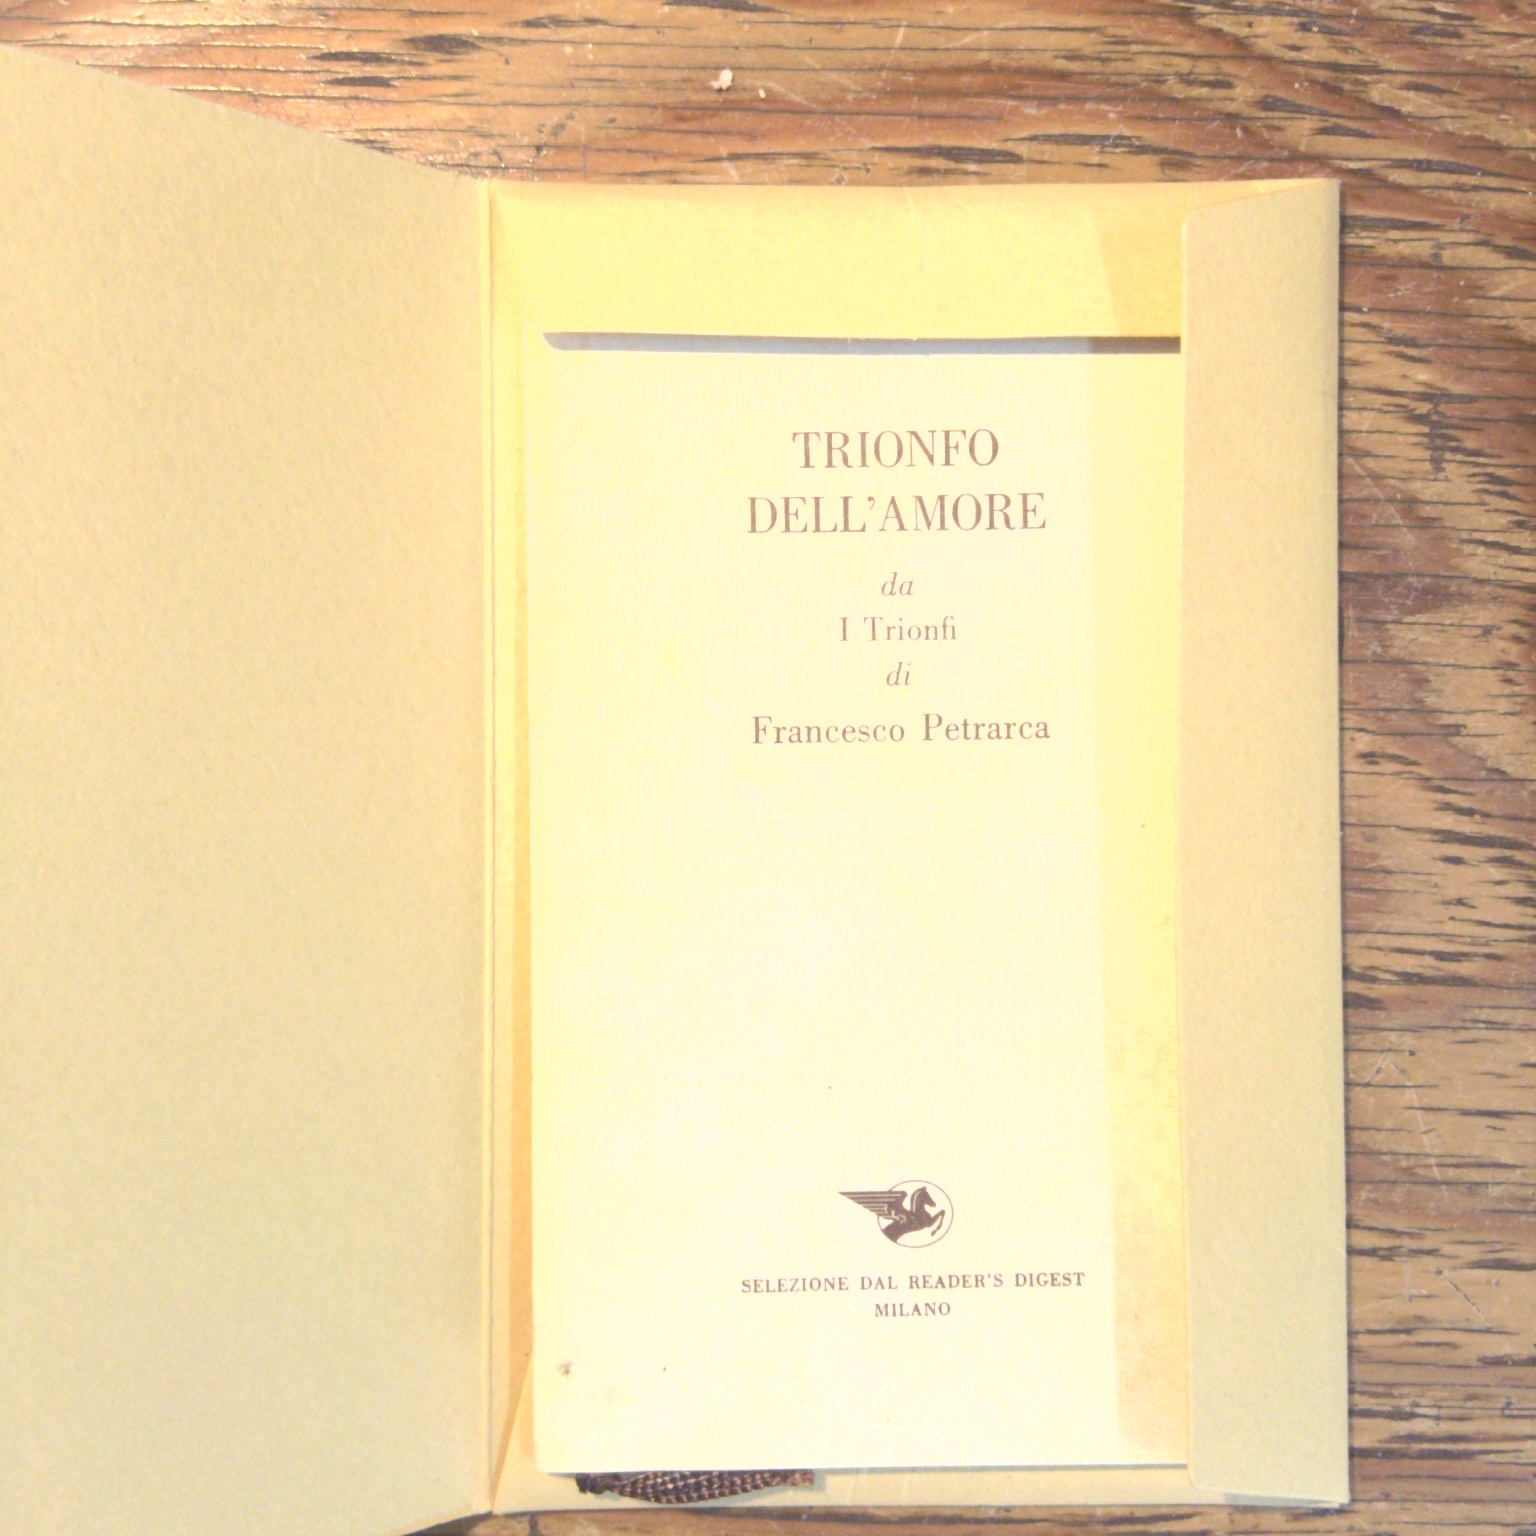 TRIONFO
DELL'AMORE
da
I Trionfi
di
Francesco Petrarca
SELEZIONE DAL READER'S DIGEST
MILANO